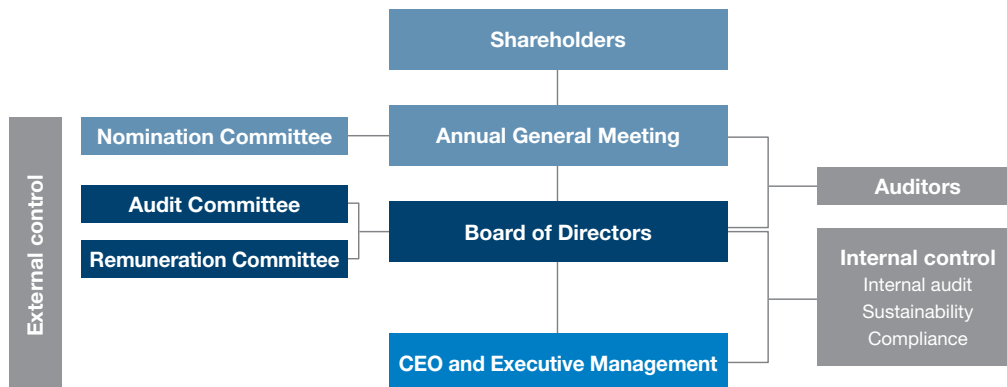 Shareholders
Nomination Committee
Annual General Meeting
Auditors
Audit Committee
Board of Directors
Remuneration Committee
Internal control
Internal audit
Sustainability
Compliance
CEO and Executive Management
External control